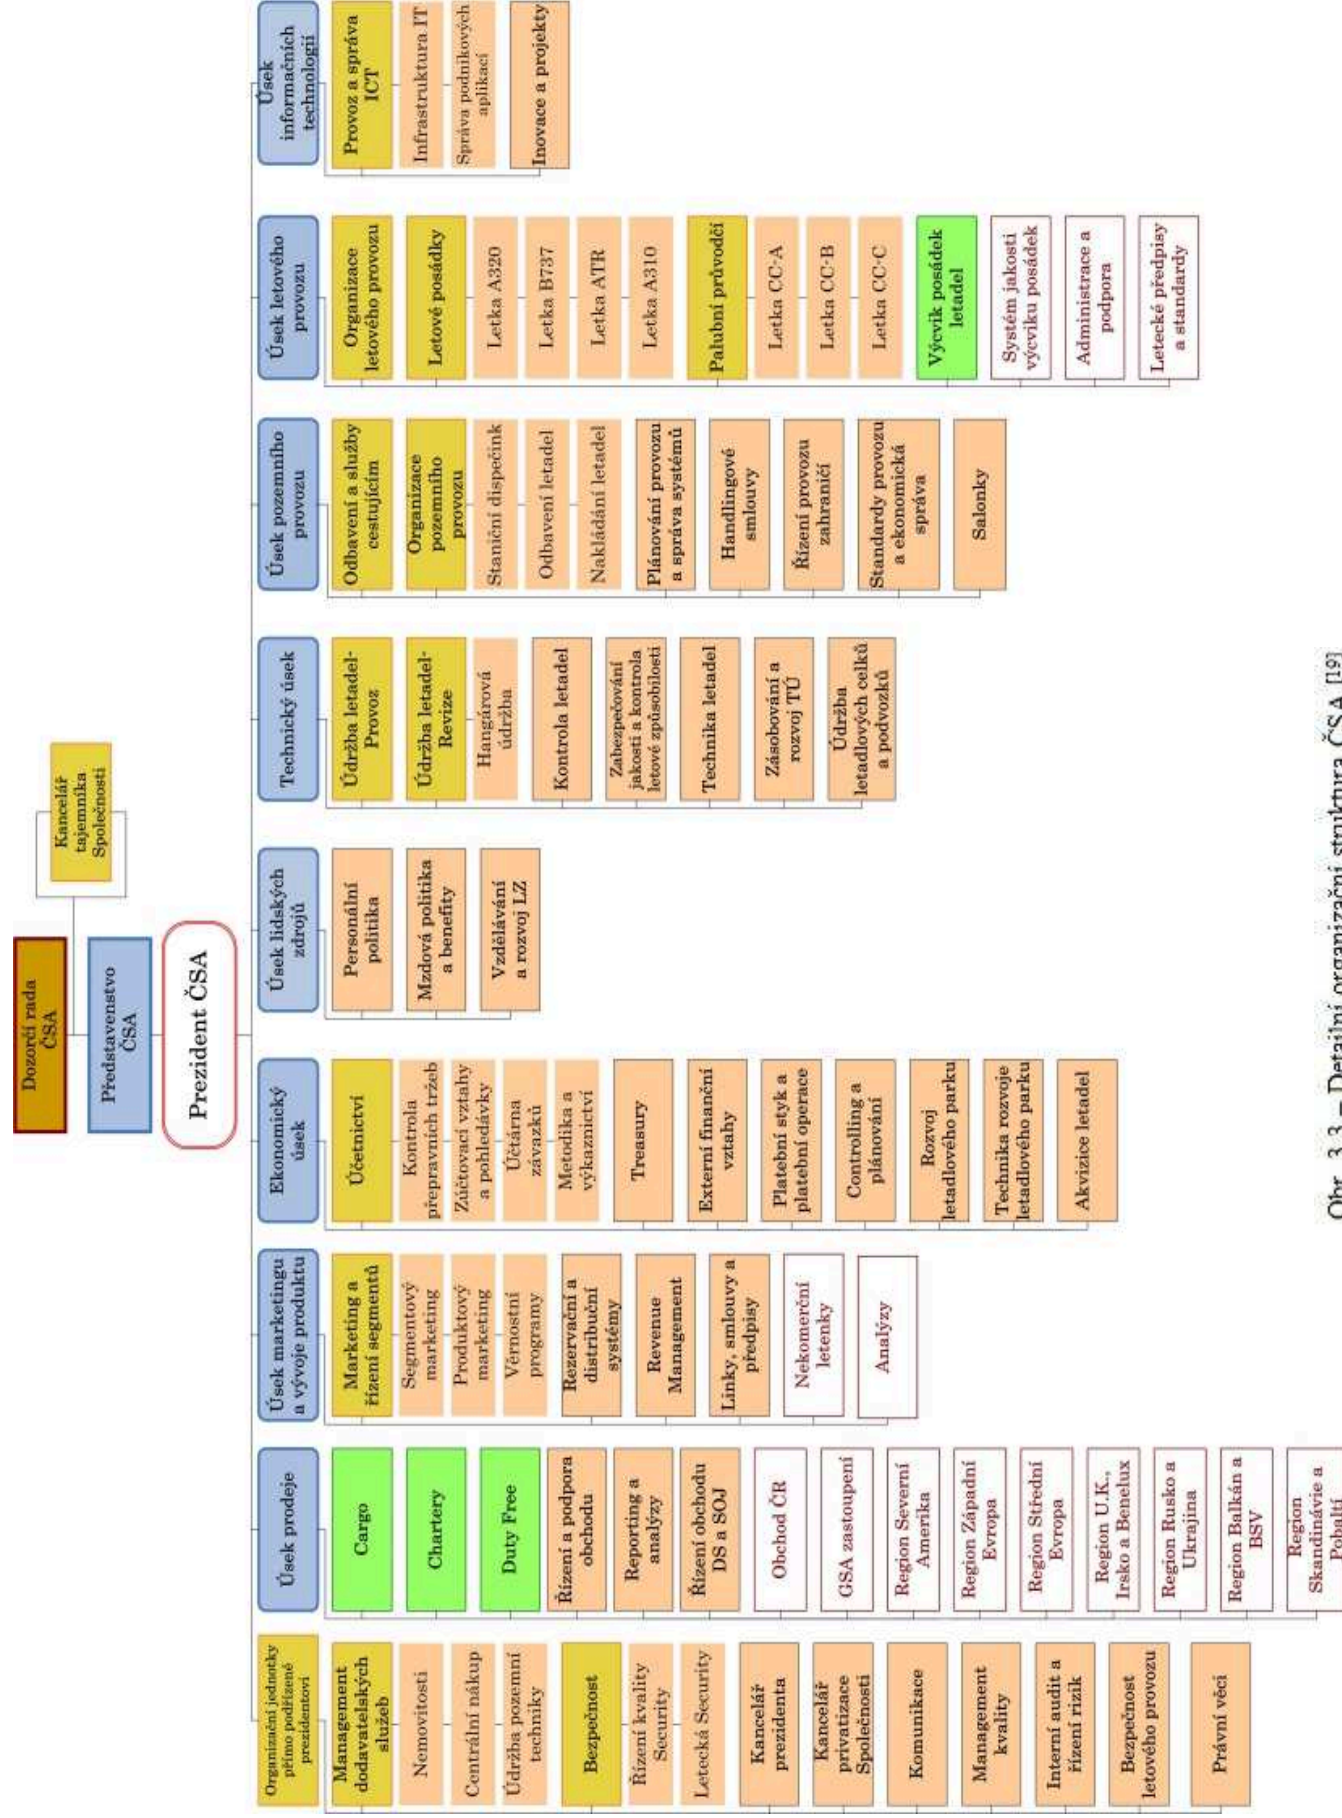 Dozorčí rada
ČSA
Kancelář
tajemníka
Společnosti
Představenstvo
ČSA
Prezident ČSA
Organizační jednotky
přímo podřízené
prezidentovi
Management
dodavatelských
služeb
Nemovitosti
Centrální nákup
Údržba pozemní
techniky
Bezpečnost
Řízení kvality
Security
Letecká Security
Kancelář
prezidenta
Kancelář
privatizace
Společnosti
Komunikace
Management
kvality
Interní audit a
řízení rizik
Bezpečnost
letového provozu
Právní věci
Úsek prodeje
Cargo
Chartery
Duty Free
Řízení a podpora
obchodu
Reporting a
analýzy
Řízení obchodu
DS a SOJ
Obchod ČR
GSA zastoupení
Region Severní
Amerika
Region Západní
Evropa
Region Střední
Evropa
Region U.K.,
Irsko a Benelux
Region Rusko a
Ukrajina
Region Balkán a
BSV
Region
Skandinávie a
Pobaltí
Úsek marketingu
a vývoje produktu
Marketing a
řízení segmentů
Segmentový
marketing
Produktový
marketing
Věrnostní
programy
Rezervační a
distribuční
systémy
Revenue
Management
Linky, smlouvy a
předpisy
Nekomerční
letenky
Analýzy
Ekonomický
úsek
Účetnictví
Kontrola
přepravních tržeb
Zúčtovací vztahy
a pohledávky
Účtárna
závazků
Metodika a
výkaznictví
Treasury
Externí finanční
vztahy
Platební styk a
platební operace
Controlling a
plánování
Rozvoj
letadlového parku
Technika rozvoje
letadlového parku
Akvizice letadel
Úsek lidských
zdrojů
Personální
politika
Mzdová politika
a benefity
Vzdělávání
a rozvoj LZ
Technický úsek
Údržba letadel-
Provoz
Údržba letadel-
Revize
Hangárová
údržba
Kontrola letadel
Zabezpečování
jakosti a kontrola
letové způsobilosti
Technika letadel
Zásobování a
rozvoj TÚ
Údržba
letadlových celků
a podvozků
Úsek pozemního
provozu
Odbavení a služby
cestujícím
Organizace
pozemního
provozu
Staniční dispečink
Odbavení letadel
Nakládání letadel
Plánování provozu
a správa systémů
Handlingové
smlouvy
Řízení provozu
zahraničí
Standardy provozu
a ekonomická
správa
Salonky
Úsek letového
provozu
Organizace
letového provozu
Letové posádky
Letka A320
Letka B737
Letka ATR
Letka A310
Palubní průvodčí
Letka CC-A
Letka CC-B
Letka CC-C
Výcvik posádek
letadel
Systém jakosti
výcviku posádek
Administrace a
podpora
Letecké předpisy
a standardy
Úsek
informačních
technologií
Provoz a správa
ICT
Infrastruktura IT
Správa podnikových
aplikací
Inovace a projekty
Obr. 3.3 – Detailní organizační struktura ČSA [19]